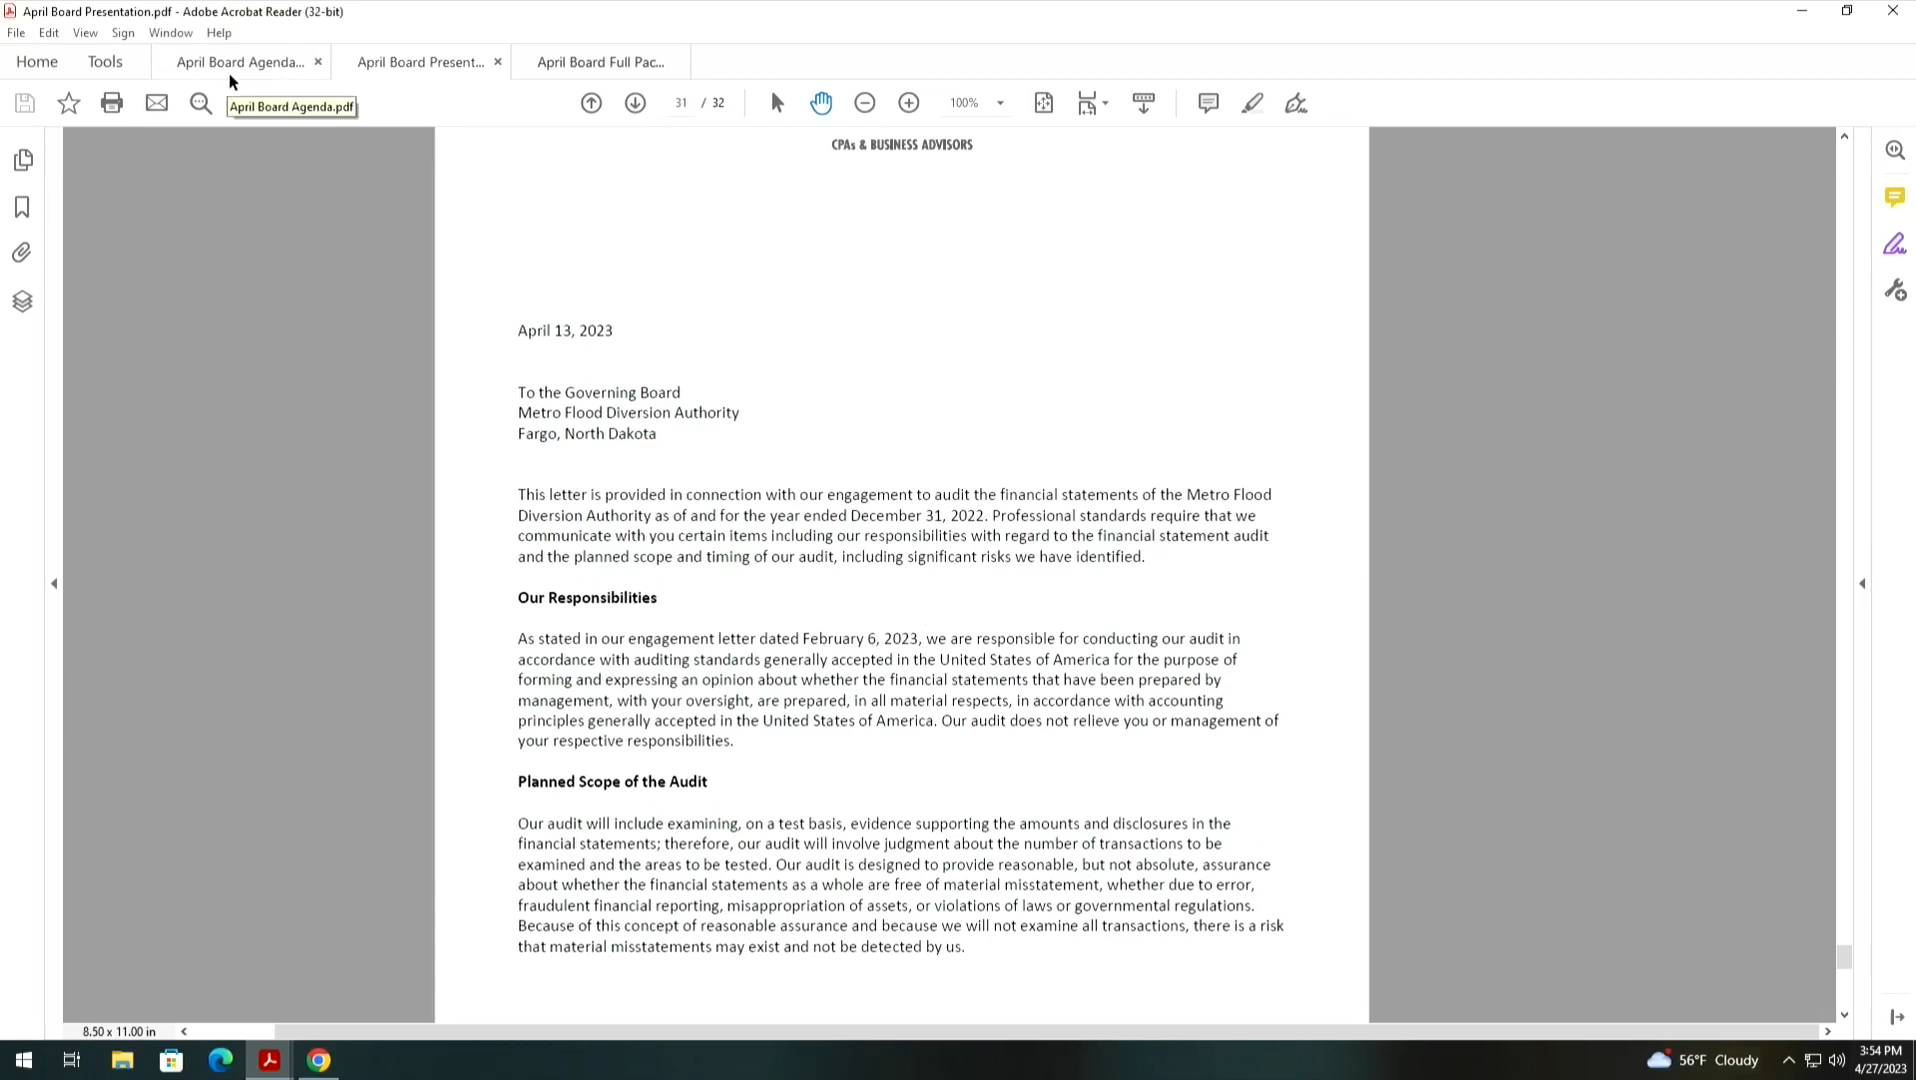 April Board Presentation.pdf - Adobe Acrobat Reader (32-bit)
File Edit View Sign Window Help
Home Tools April Board Agenda... April Board Present... April Board Full Pac...
April Board Agenda.pdf
31 / 32
100%
CPAs & BUSINESS ADVISORS
April 13, 2023
To the Governing Board
Metro Flood Diversion Authority
Fargo, North Dakota
This letter is provided in connection with our engagement to audit the financial statements of the Metro Flood
Diversion Authority as of and for the year ended December 31, 2022. Professional standards require that we
communicate with you certain items including our responsibilities with regard to the financial statement audit
and the planned scope and timing of our audit, including significant risks we have identified.
Our Responsibilities
As stated in our engagement letter dated February 6, 2023, we are responsible for conducting our audit in
accordance with auditing standards generally accepted in the United States of America for the purpose of
forming and expressing an opinion about whether the financial statements that have been prepared by
management, with your oversight, are prepared, in all material respects, in accordance with accounting
principles generally accepted in the United States of America. Our audit does not relieve you or management of
your respective responsibilities.
Planned Scope of the Audit
Our audit will include examining, on a test basis, evidence supporting the amounts and disclosures in the
financial statements; therefore, our audit will involve judgment about the number of transactions to be
examined and the areas to be tested. Our audit is designed to provide reasonable, but not absolute, assurance
about whether the financial statements as a whole are free of material misstatement, whether due to error,
fraudulent financial reporting, misappropriation of assets, or violations of laws or governmental regulations.
Because of this concept of reasonable assurance and because we will not examine all transactions, there is a risk
that material misstatements may exist and not be detected by us.
8.50 x 11.00 in
56°F Cloudy
3:54 PM
4/27/2023